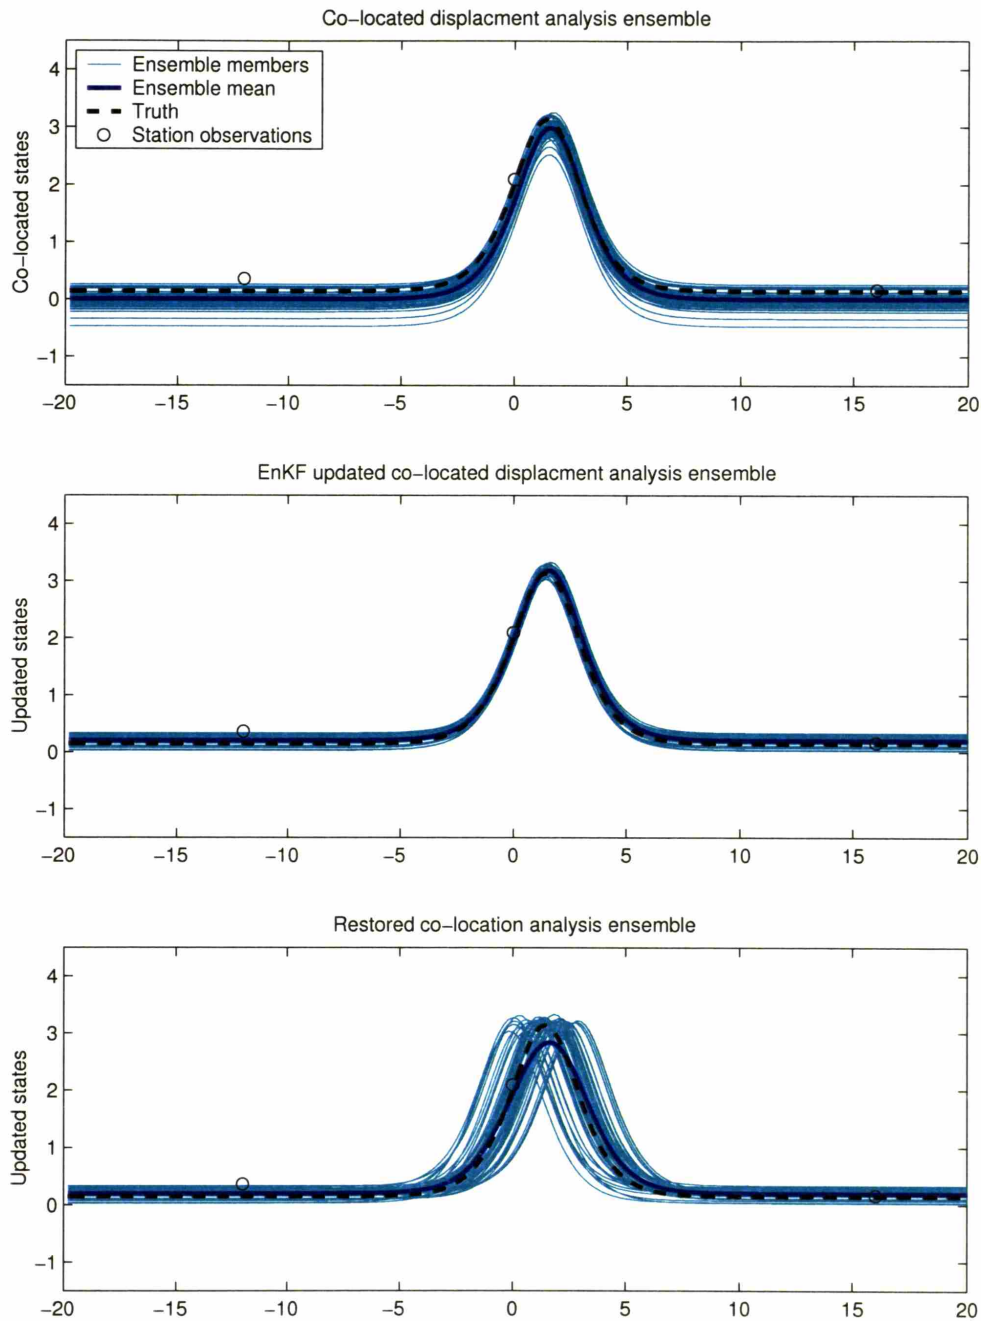 Co-located displacment analysis ensemble
Ensemble members
Ensemble mean
Truth
Station observations
Co-located states
4
3
2
1
0
-1
-20 -15 -10 -5 0 5 10 15 20
EnKF updated co-located displacment analysis ensemble
Updated states
4
3
2
1
0
-1
-20 -15 -10 -5 0 5 10 15 20
Restored co-location analysis ensemble
Updated states
4
3
2
1
0
-1
-20 -15 -10 -5 0 5 10 15 20